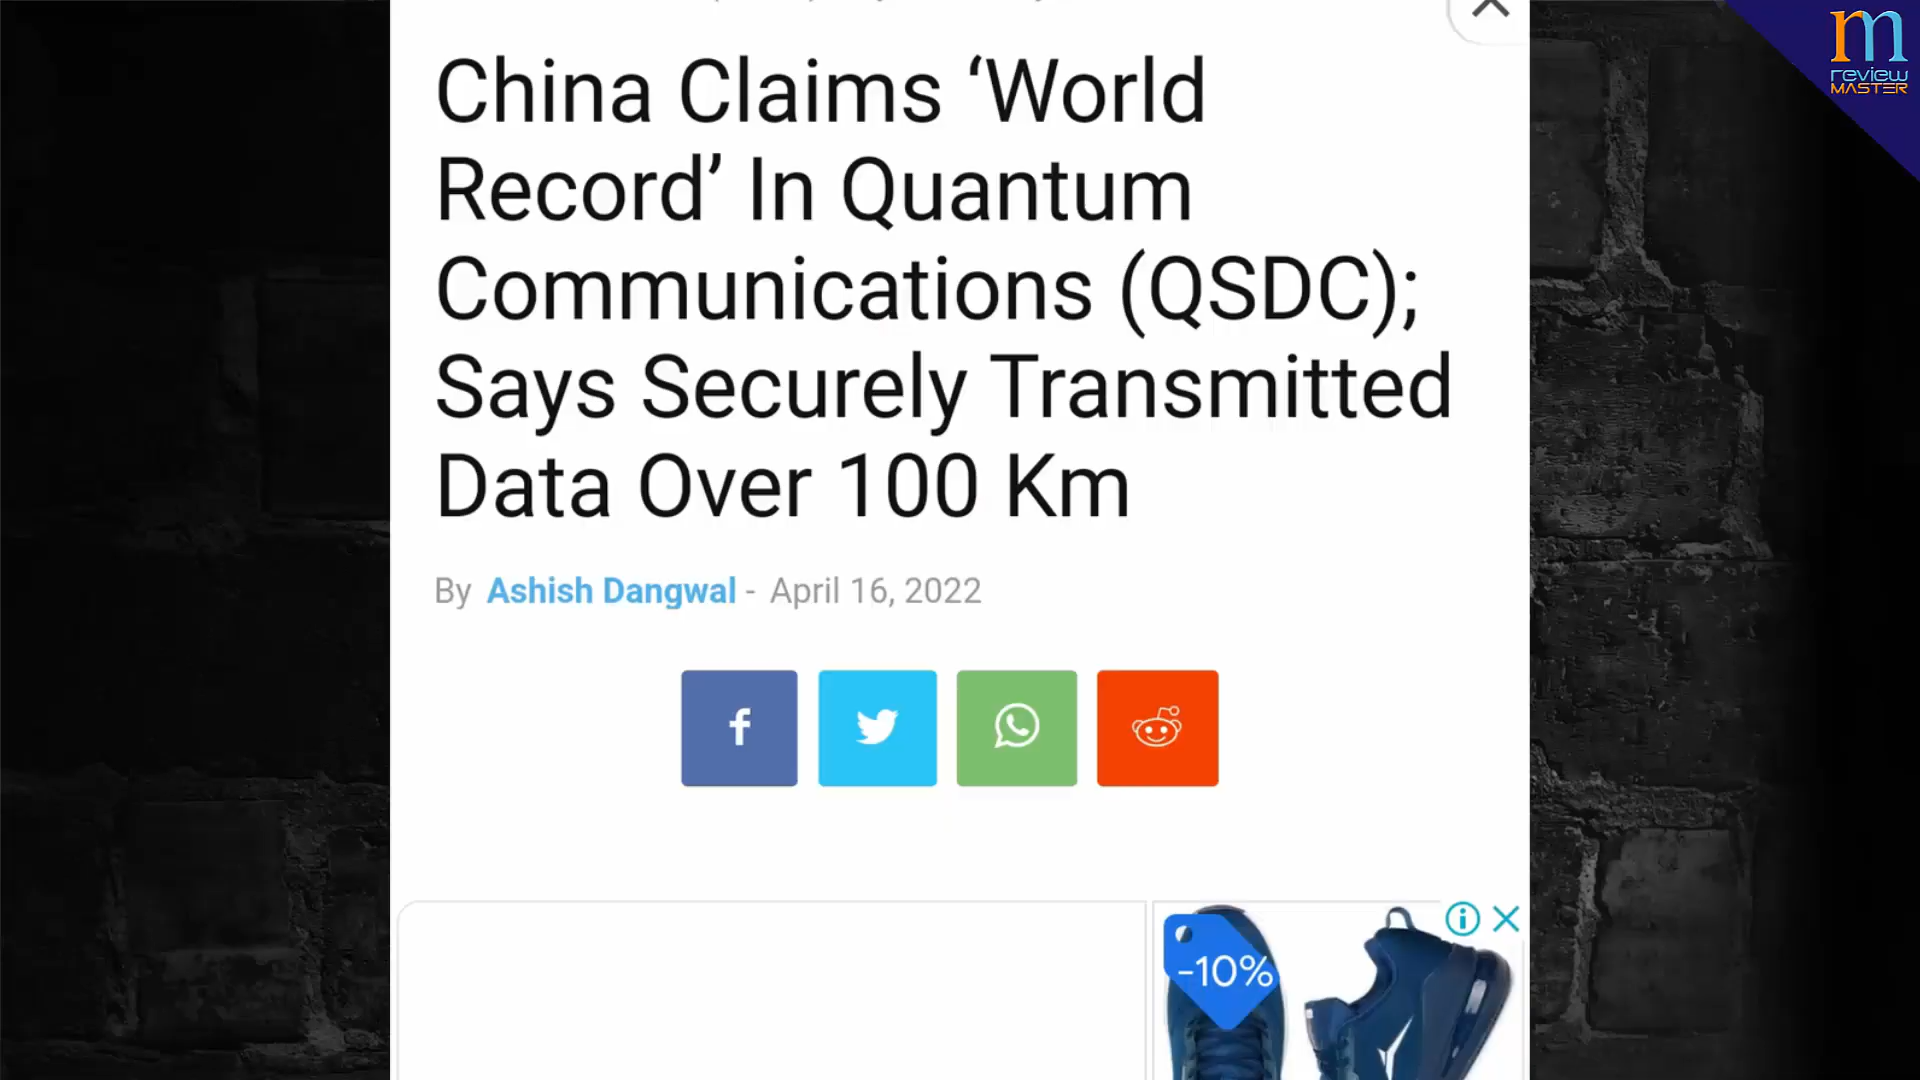 China Claims ‘World
Record’ In Quantum
Communications (QSDC);
Says Securely Transmitted
Data Over 100 Km
By Ashish Dangwal - April 16, 2022
-10%
m
review
MASTER